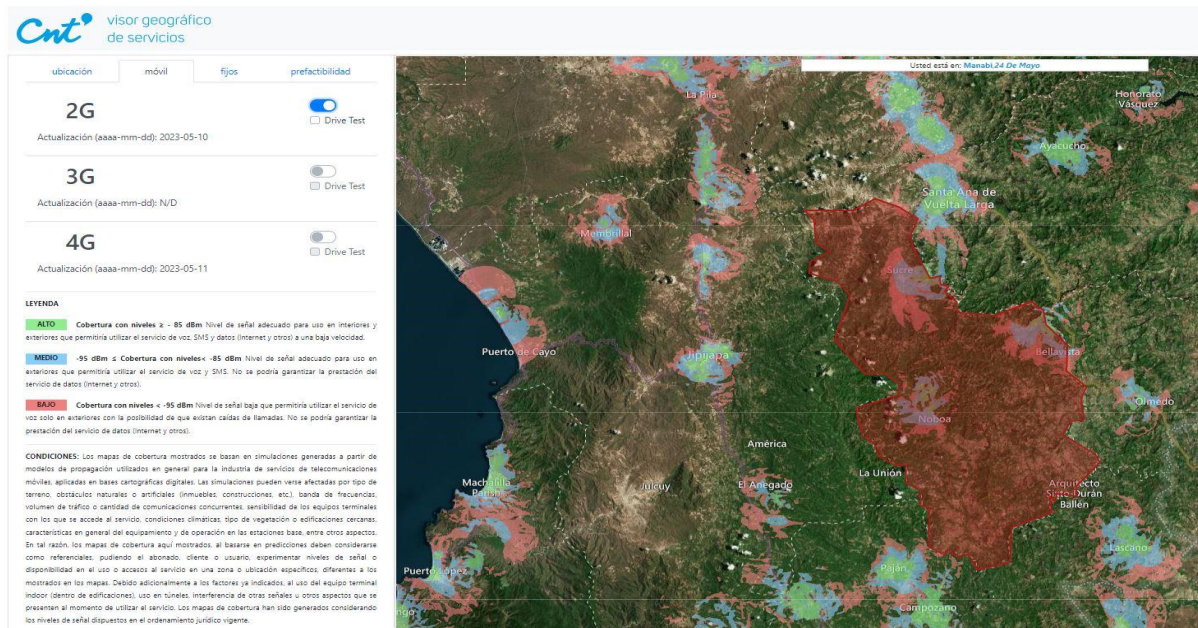 Cnt
visor geográfico
de servicios
ubicación móvil fijos prefactibilidad
2G
Drive Test
Actualización (aaaa-mm-dd): 2023-05-10
3G
Drive Test
Actualización (aaaa-mm-dd): N/D
4G
Drive Test
Actualización (aaaa-mm-dd): 2023-05-11
LEYENDA
ALTO Cobertura con niveles ≥ - 85 dBm Nivel de señal adecuado para uso en interiores y
exteriores que permitiría utilizar el servicio de voz, SMS y datos (Internet y otros) a una baja velocidad.
MEDIO -95 dBm ≤ Cobertura con niveles< -85 dBm Nivel de señal adecuado para uso en
exteriores que permitiría utilizar el servicio de voz y SMS. No se podría garantizar la prestación del
servicio de datos (Internet y otros).
BAJO Cobertura con niveles < -95 dBm Nivel de señal baja que permitiría utilizar el servicio de
voz solo en exteriores con la posibilidad de que existan caídas de llamadas. No se podría garantizar la
prestación del servicio de datos (Internet y otros).
CONDICIONES: Los mapas de cobertura mostrados se basan en simulaciones generadas a partir de
modelos de propagación utilizados en general para la industria de servicios de telecomunicaciones
móviles, aplicadas en bases cartográficas digitales. Las simulaciones pueden verse afectadas por tipo de
terreno, obstáculos naturales o artificiales (inmuebles, construcciones, etc.), banda de frecuencias,
volumen de tráfico o cantidad de comunicaciones concurrentes, sensibilidad de los equipos terminales
con los que se accede al servicio, condiciones climáticas, tipo de vegetación o edificaciones cercanas,
características en general del equipamiento y de operación en las estaciones base, entre otros aspectos.
En tal razón, los mapas de cobertura aquí mostrados, al basarse en predicciones deben considerarse
como referenciales, pudiendo el abonado, cliente o usuario, experimentar niveles de señal o
disponibilidad en el uso o accesos al servicio en una zona o ubicación específicos, diferentes a los
mostrados en los mapas. Debido adicionalmente a los factores ya indicados, al uso del equipo terminal
indoor (dentro de edificaciones), uso en túneles, interferencia de otras señales u otros aspectos que se
presenten al momento de utilizar el servicio. Los mapas de cobertura han sido generados considerando
los niveles de señal dispuestos en el ordenamiento jurídico vigente.
Usted está en: Manabí,24 De Mayo
La Pila
Honorato
Vásquez
Ayacucho
Santa Ana de
Vuelta Larga
Membrillal
Sucre
Puerto de Cayo
Jipijapa
Bellavista
Olmedo
Noboa
América
La Unión
Machalilla
Parish
Julcuy
El Anegado
Arquitecto
Sixto Durán
Ballén
Lascano
Puerto López
Paján
Campozano
ngo